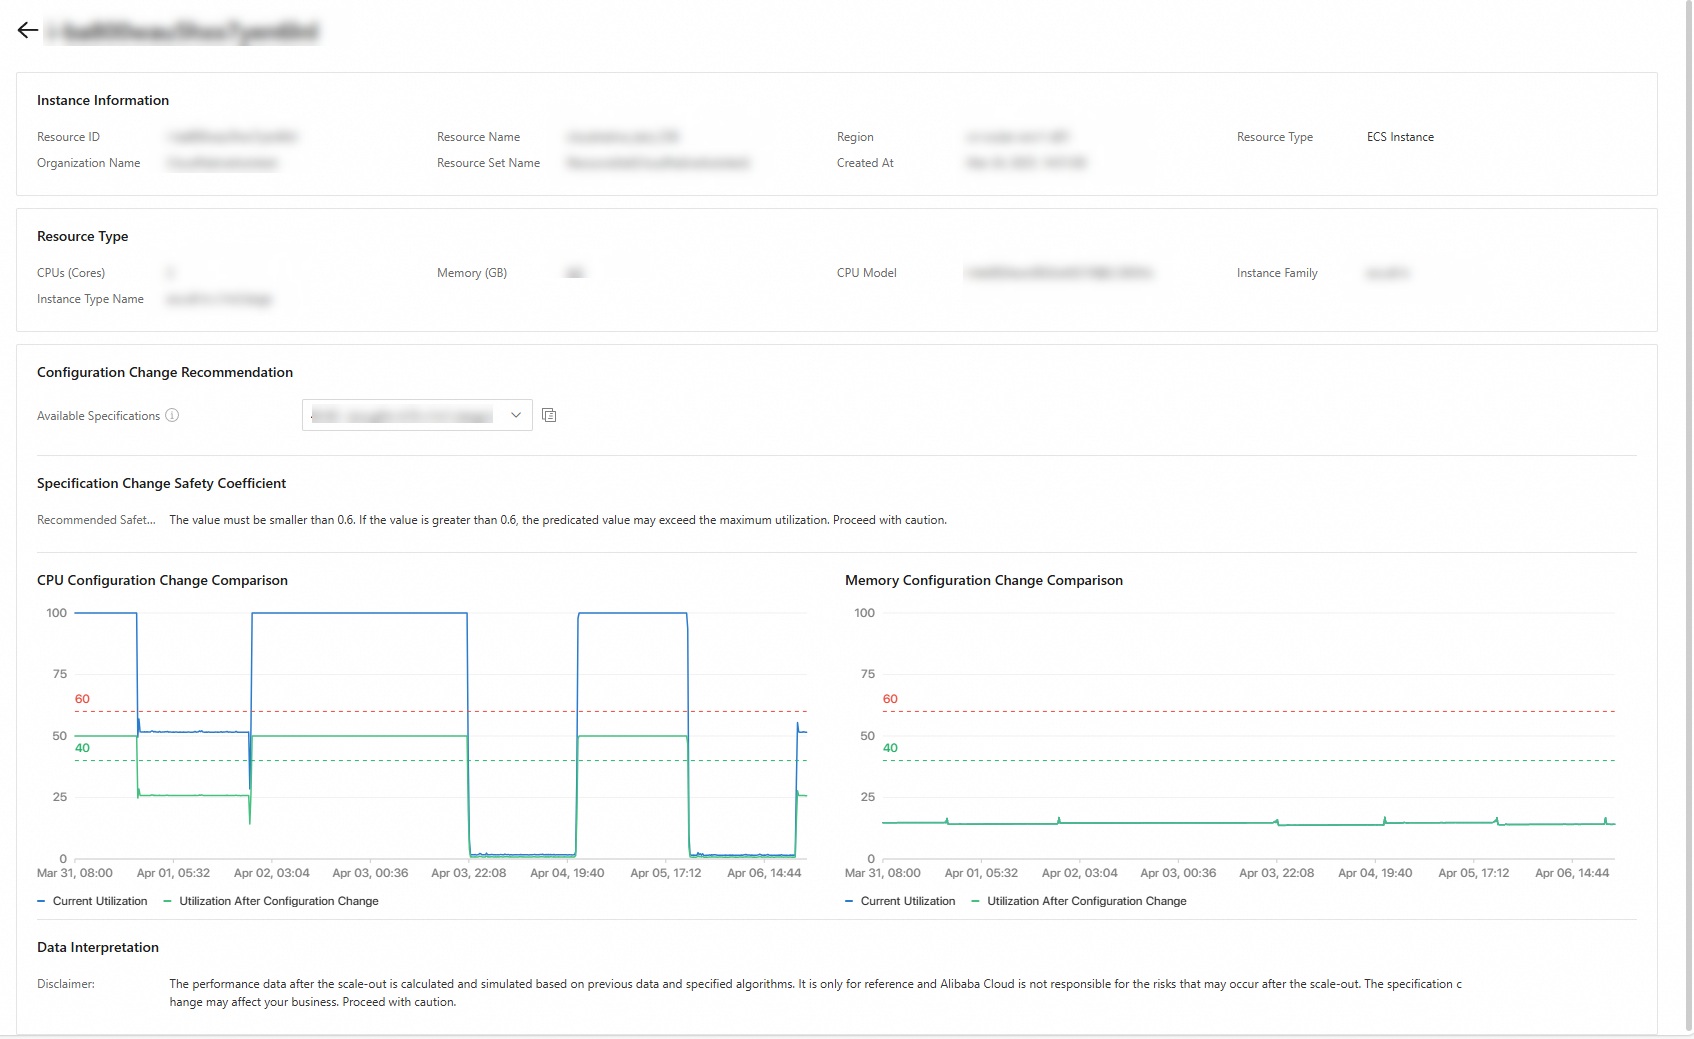 Instance Information
Resource ID Resource Name Region Resource Type ECS Instance
Organization Name Resource Set Name Created At
Resource Type
CPUs (Cores) Memory (GB) CPU Model Instance Family
Instance Type Name
Configuration Change Recommendation
Available Specifications
Specification Change Safety Coefficient
Recommended Safet... The value must be smaller than 0.6. If the value is greater than 0.6, the predicated value may exceed the maximum utilization. Proceed with caution.
CPU Configuration Change Comparison
100
75
60
50
40
25
0
Mar 31, 08:00 Apr 01, 05:32 Apr 02, 03:04 Apr 03, 00:36 Apr 03, 22:08 Apr 04, 19:40 Apr 05, 17:12 Apr 06, 14:44
Current Utilization Utilization After Configuration Change
Memory Configuration Change Comparison
100
75
60
50
40
25
0
Mar 31, 08:00 Apr 01, 05:32 Apr 02, 03:04 Apr 03, 00:36 Apr 03, 22:08 Apr 04, 19:40 Apr 05, 17:12 Apr 06, 14:44
Current Utilization Utilization After Configuration Change
Data Interpretation
Disclaimer: The performance data after the scale-out is calculated and simulated based on previous data and specified algorithms. It is only for reference and Alibaba Cloud is not responsible for the risks that may occur after the scale-out. The specification c
hange may affect your business. Proceed with caution.